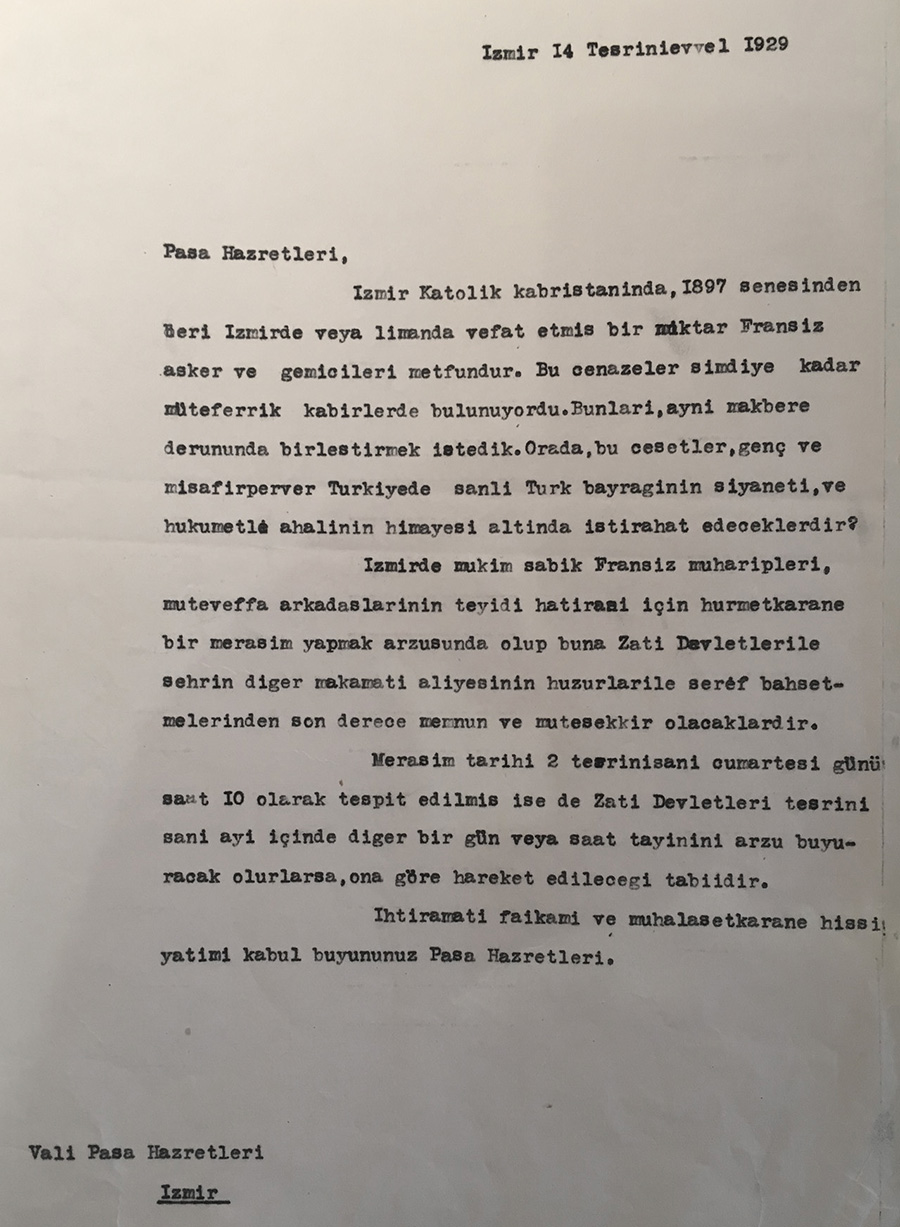 Izmir I4 Tesrinievvel I929
Pasa Hazretleri,
Izmir Katolik kabristaninda,I897 senesinden
beri Izmirde veya limanda vefat etmis bir miktar Fransiz
asker ve gemicileri metfundur. Bu cenazeler simdiye kadar
müteferrik kabirlerde bulunuyordu.Bunlari,ayni makbere
derununda birlestirmek istedik.Orada,bu cesetler,genç ve
misafirperver Turkiyede sanli Turk bayraginin siyaneti,ve
hukumetlé ahalinin himayesi altinda istirahat edeceklerdir?
Izmirde mukim sabik Fransiz muharipleri,
muteveffa arkadaslarinin teyidi hatirasi için hurmetkarane
bir merasim yapmak arzusunda olup buna Zati Devletlerile
sehrin diger makamati aliyesinin huzurlarile seréf bahset-
melerinden son derece memnun ve mutesekkir olacaklardir.
Merasim tarihi 2 tesrinisani cumartesi günü
saat IO olarak tespit edilmis ise de Zati Devletleri tesrini
sani ayi içinde diger bir gün veya saat tayinini arzu buyu-
racak olurlarsa,ona göre hareket edilecegi tabiidir.
Ihtiramati faikami ve muhalasetkarane hissi
yatimi kabul buyununuz Pasa Hazretleri.
Vali Pasa Hazretleri
Izmir